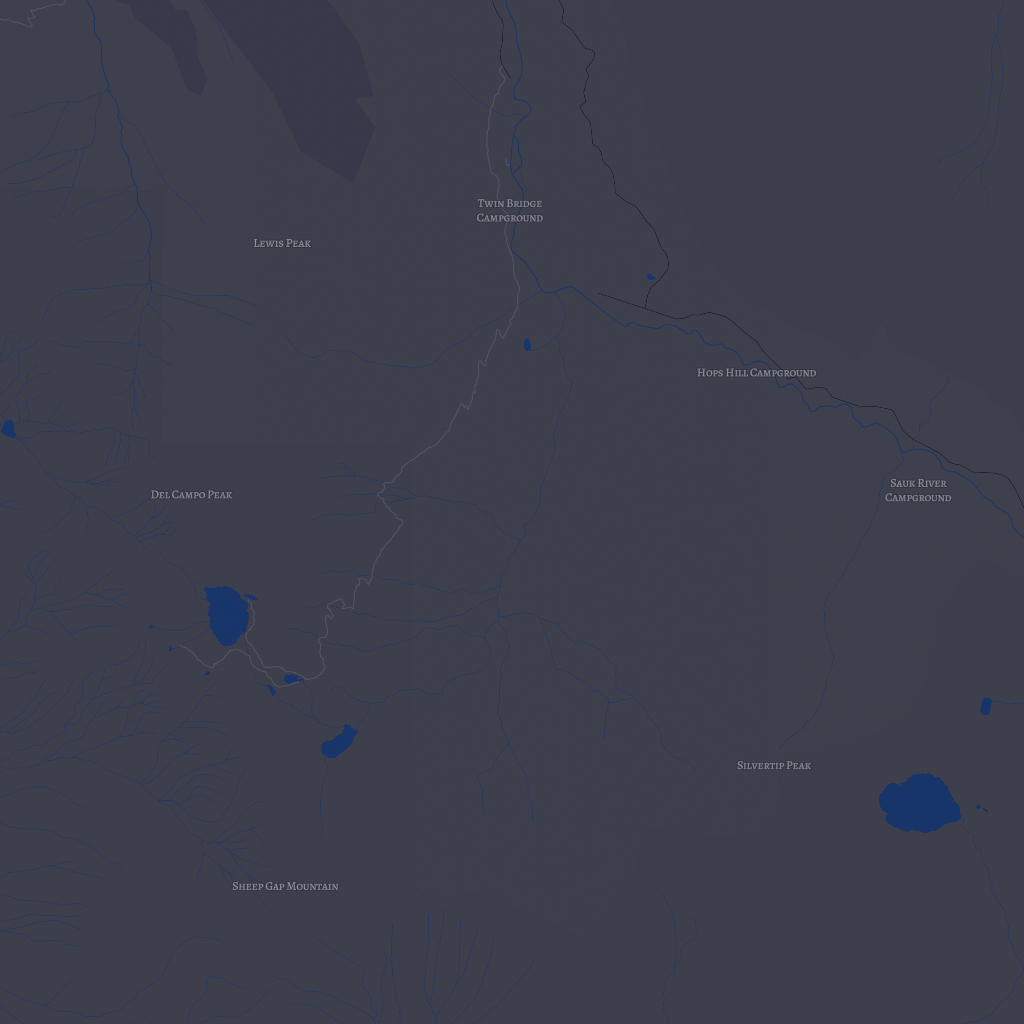 Twin Bridge
Campground
Lewis Peak
Hops Hill Campground
Sauk River
Campground
Del Campo Peak
Silvertip Peak
Sheep Gap Mountain